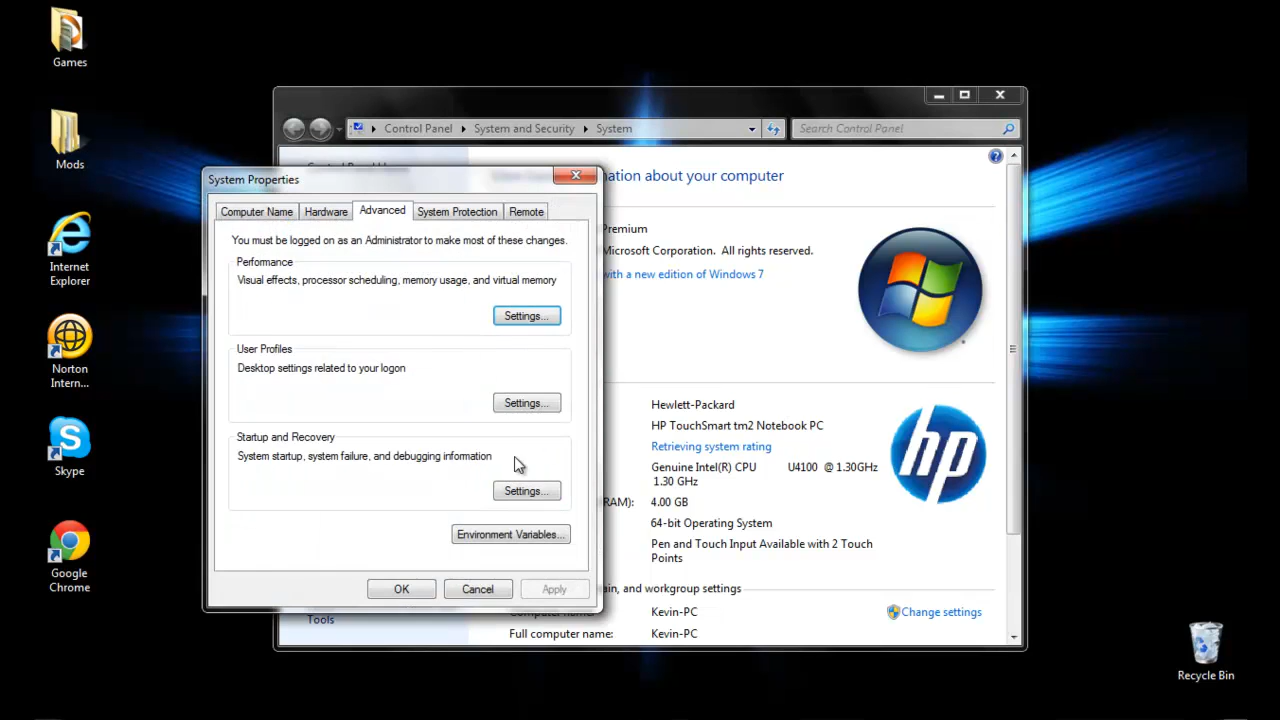 Games
Mods
Internet
Explorer
Norton
Intern...
Skype
Google
Chrome
Recycle Bin
Control Panel
System and Security
System
Search Control Panel
mation about your computer
Premium
Microsoft Corporation. All rights reserved.
with a new edition of Windows 7
Hewlett-Packard
HP TouchSmart tm2 Notebook PC
Retrieving system rating
Genuine Intel(R) CPU U4100 @ 1.30GHz
1.30 GHz
RAM): 4.00 GB
64-bit Operating System
Pen and Touch Input Available with 2 Touch
Points
ain, and workgroup settings
Kevin-PC
Change settings
Full computer name: Kevin-PC
Tools
hp
System Properties
Computer Name
Hardware
Advanced
System Protection
Remote
You must be logged on as an Administrator to make most of these changes.
Performance
Visual effects, processor scheduling, memory usage, and virtual memory
Settings...
User Profiles
Desktop settings related to your logon
Settings...
Startup and Recovery
System startup, system failure, and debugging information
Settings...
Environment Variables...
OK
Cancel
Apply